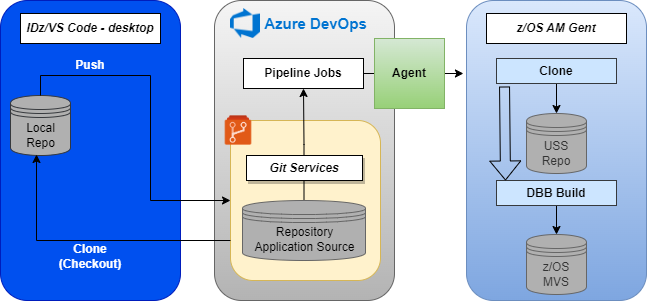 IDz/VS Code - desktop
Push
Local
Repo
Clone
(Checkout)
Azure DevOps
Pipeline Jobs
Git Services
Repository
Application Source
Agent
z/OS AM Gent
Clone
USS
Repo
DBB Build
z/OS
MVS